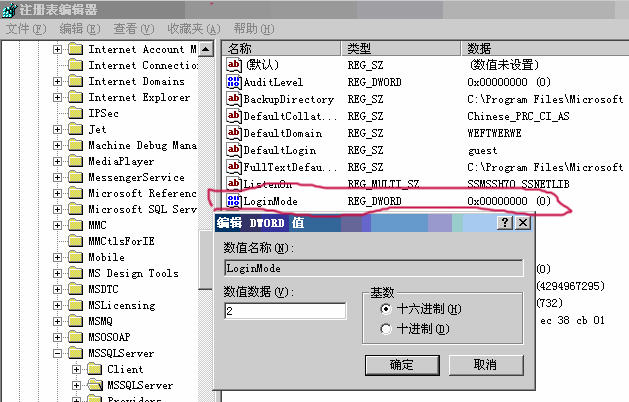 注册表编辑器
文件(F) 编辑(E) 查看(V) 收藏夹(A) 帮助(H)
Internet Account M
Internet Connectio
Internet Domains
Internet Explorer
IPSec
Jet
Machine Debug Mana
MediaPlayer
MessengerService
Microsoft Referenc
Microsoft SQL Serv
MMC
MMCtlsForIE
Mobile
MS Design Tools
MSDTC
MSLicensing
MSMQ
MSOSOAP
MSSQLServer
Client
MSSQLServer
Providers
名称 类型 数据
(默认) REG_SZ (数值未设置)
AuditLevel REG_DWORD 0x00000000 (0)
BackupDirectory REG_SZ C:\Program Files\Microsoft
DefaultCollat... REG_SZ Chinese_PRC_CI_AS
DefaultDomain REG_SZ WEFTWERWE
DefaultLogin REG_SZ guest
FullTextDefau... REG_SZ C:\Program Files\Microsoft
ListenOn REG_MULTI_SZ SSMSSH70 SSNETLIB
LoginMode REG_DWORD 0x00000000 (0)
编辑 DWORD 值
数值名称(N):
LoginMode
数值数据(V):
2
基数
十六进制(H)
十进制(D)
确定 取消
(0)
(4294967295)
(732)
ec 38 cb 01